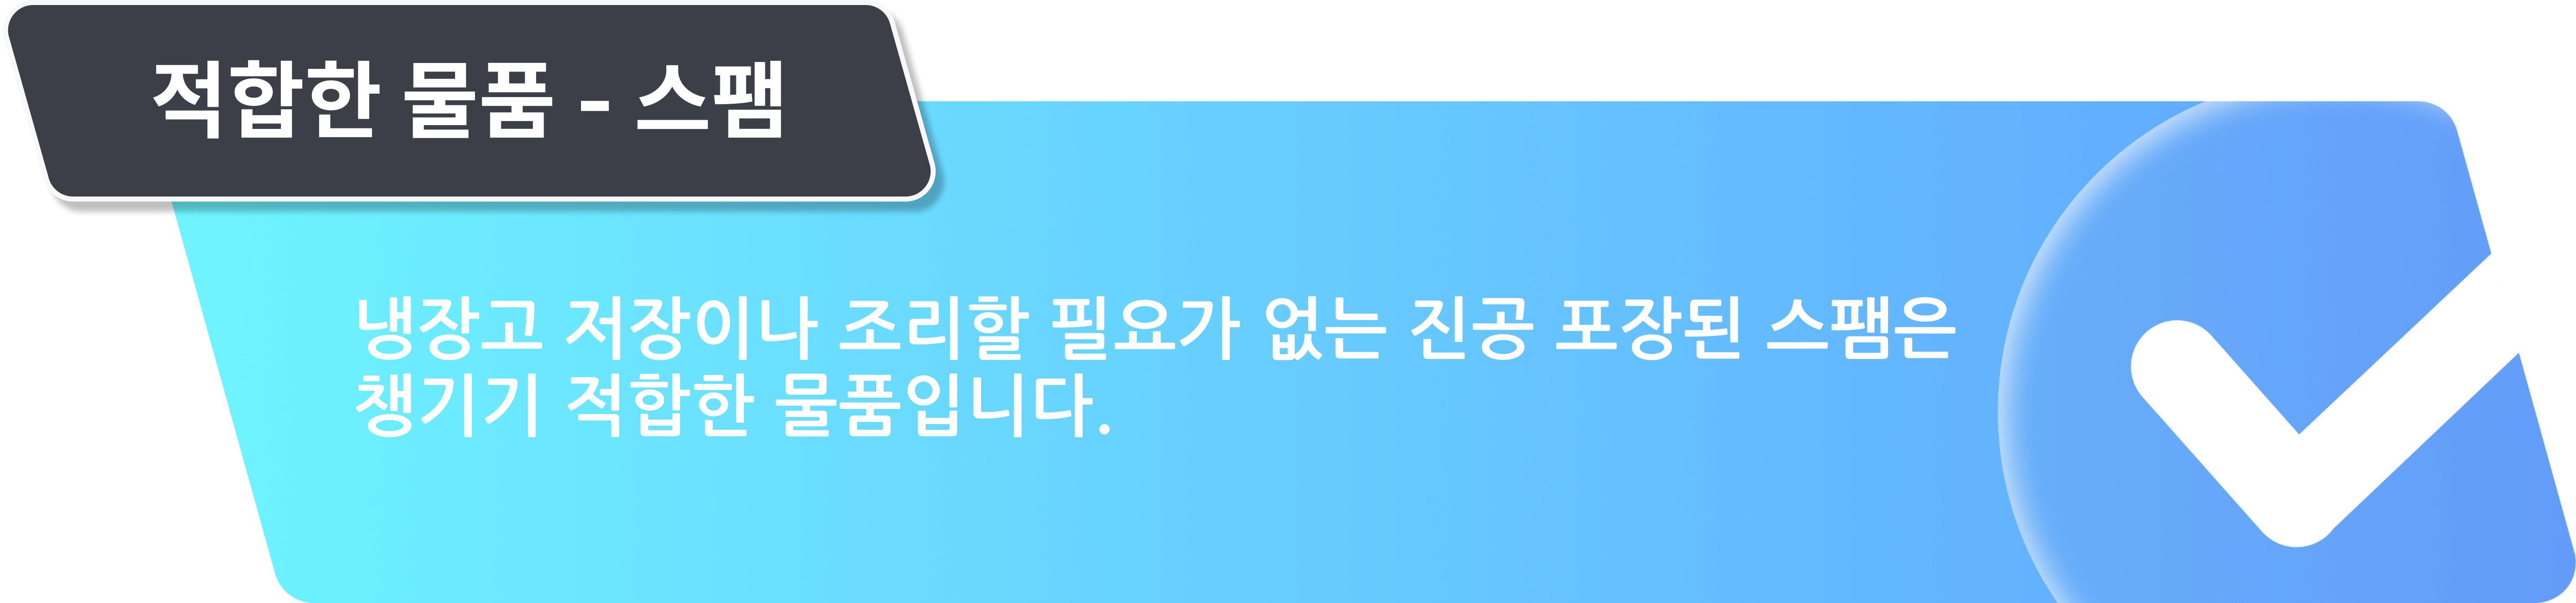 적합한 물품 - 스팸
냉장고 저장이나 조리할 필요가 없는 진공 포장된 스팸은
챙기기 적합한 물품입니다.